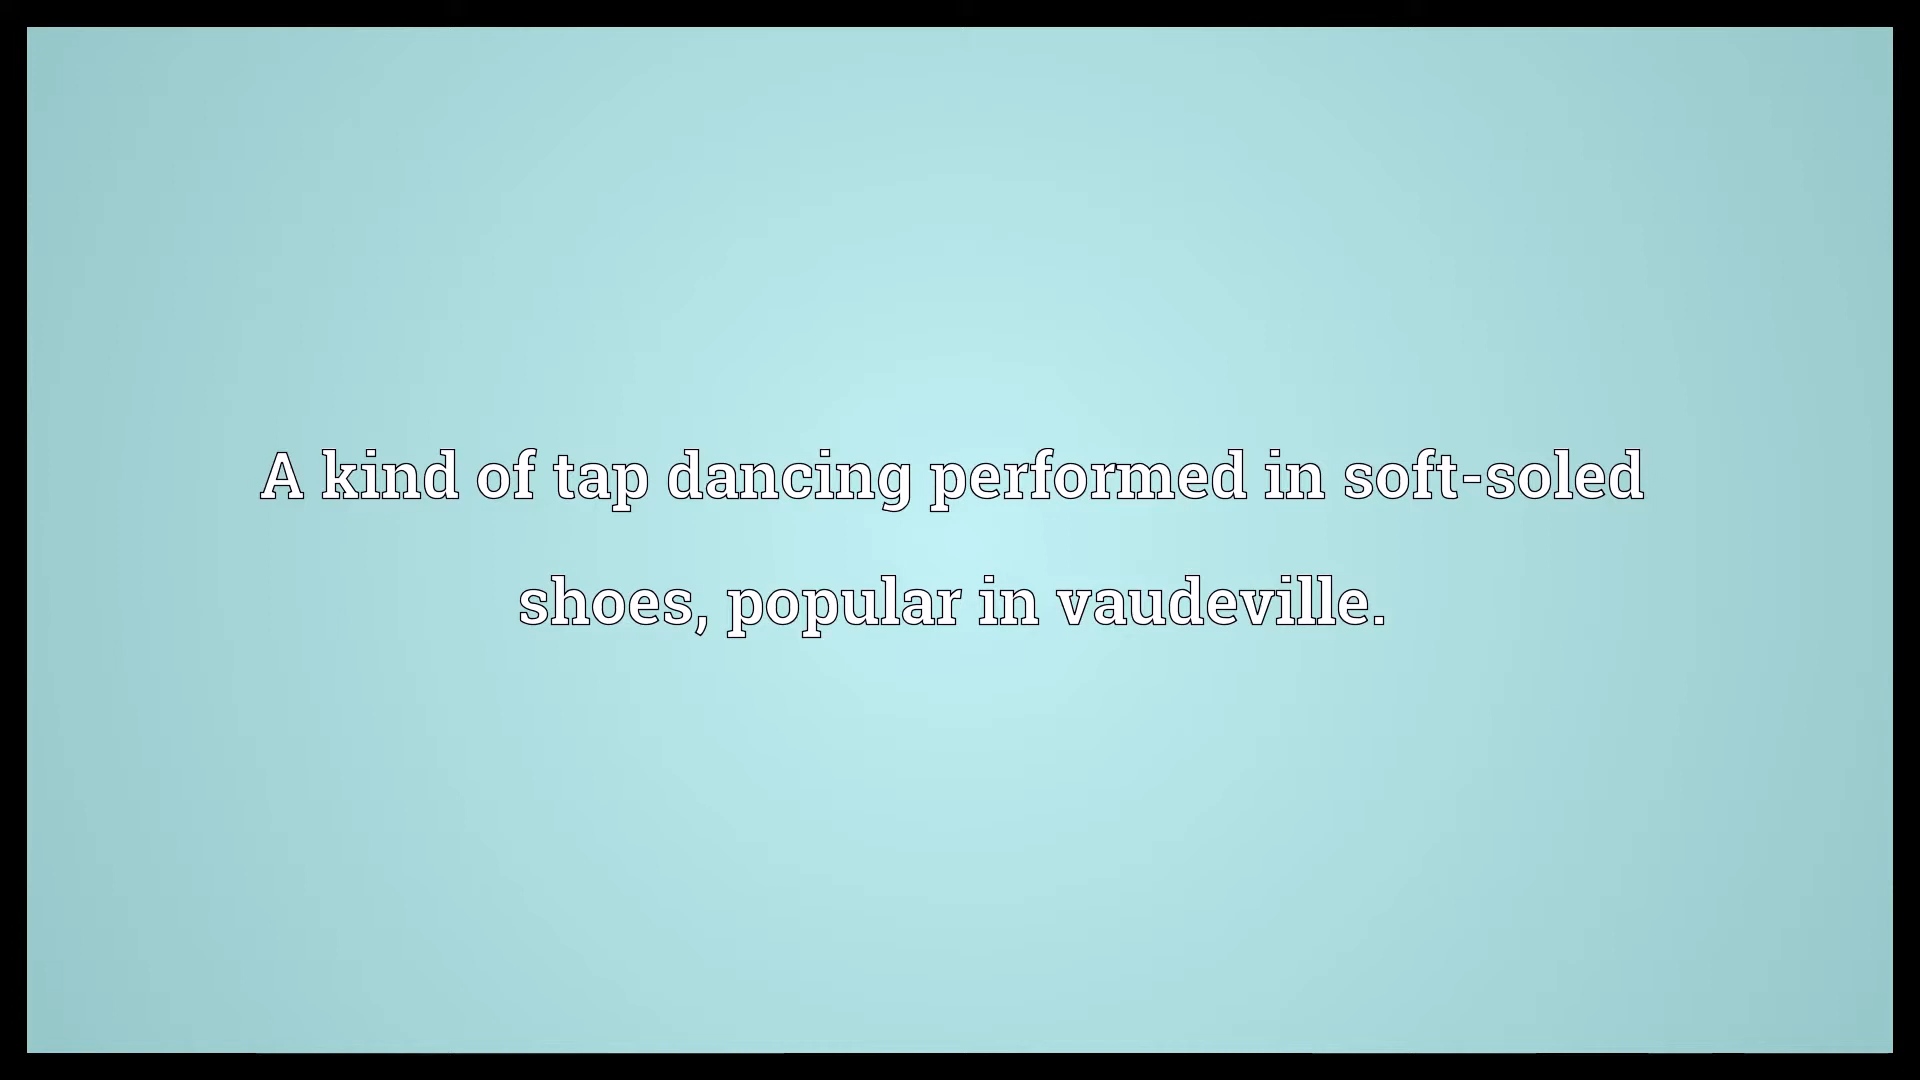 A kind of tap dancing performed in soft-soled
shoes, popular in vaudeville.